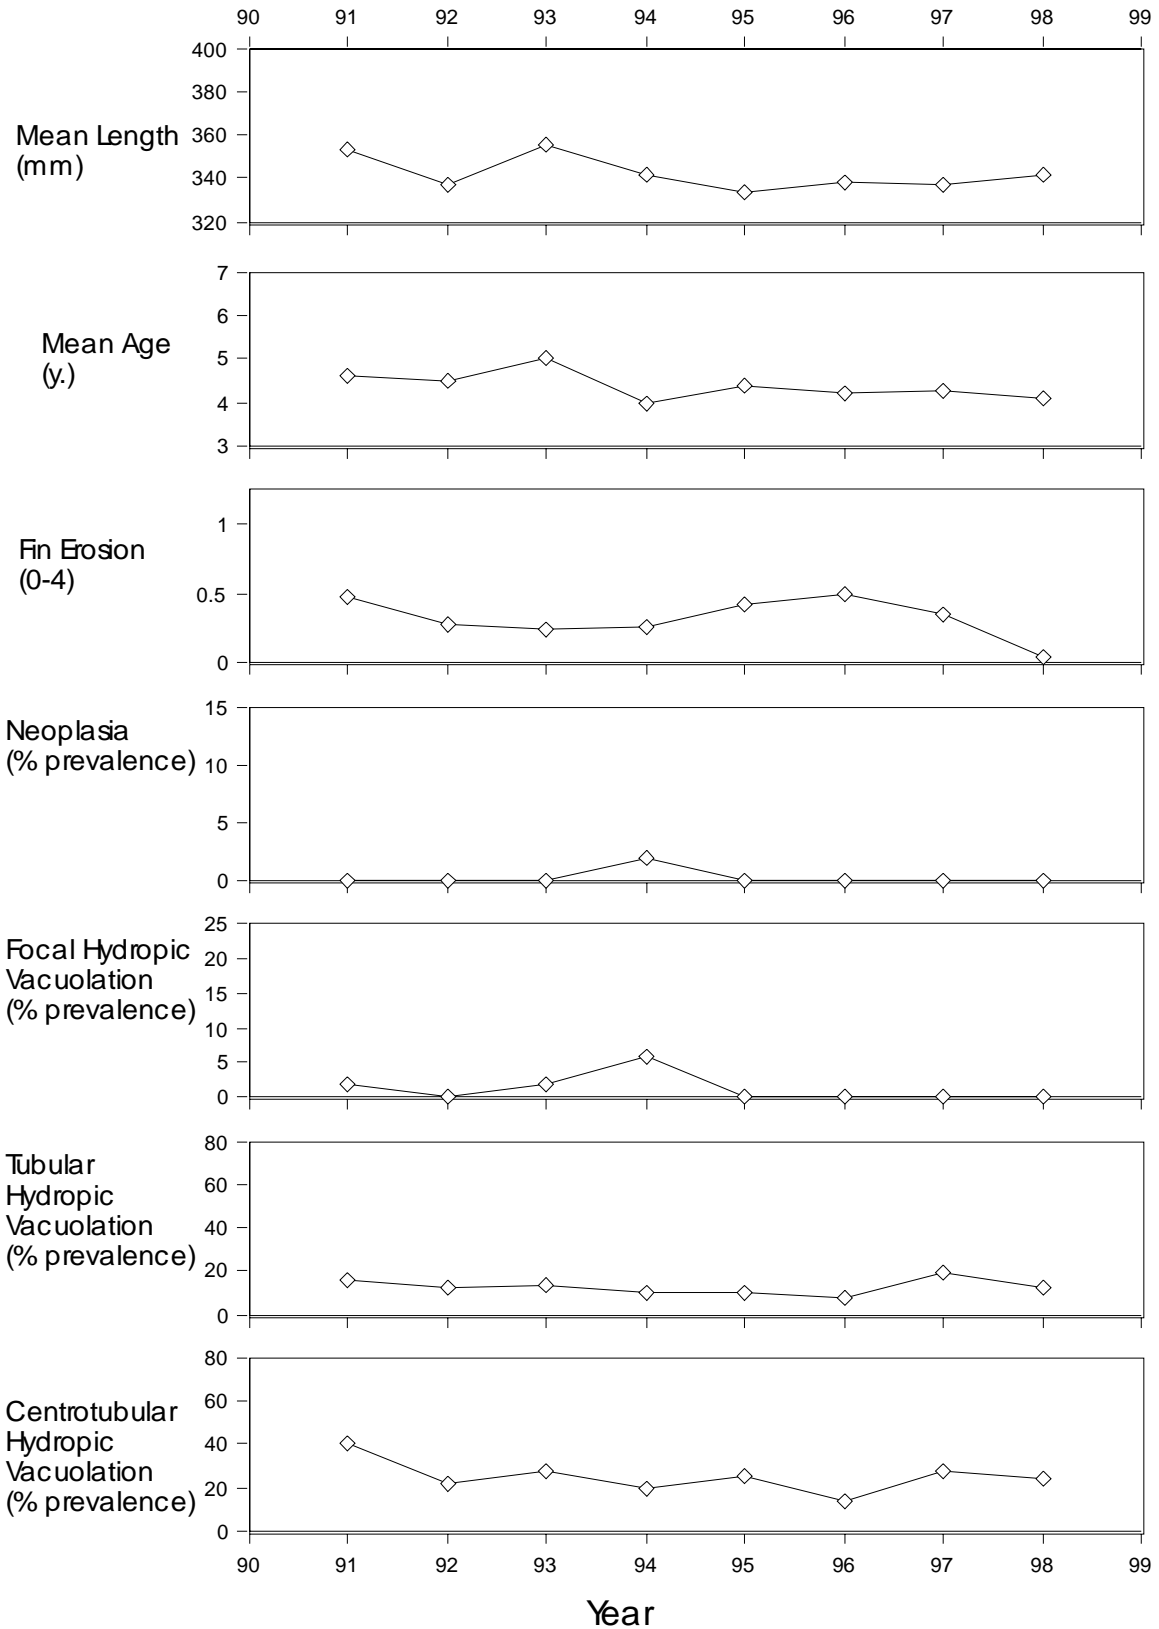 90 91 92 93 94 95 96 97 98 99
400
380
Mean Length 360
(mm)
340
320
7
6
Mean Age 5
(y.)
4
3
1
Fin Erosion
(0-4)
0.5
0
15
Neoplasia
(% prevalence) 10
5
0
25
Focal Hydropic 20
Vacuolation 15
(% prevalence) 10
5
0
80
Tubular
Hydropic 60
Vacuolation 40
(% prevalence) 20
0
80
60
Centrotubular
Hydropic 40
Vacuolation
(% prevalence) 20
0
90 91 92 93 94 95 96 97 98 99
Year